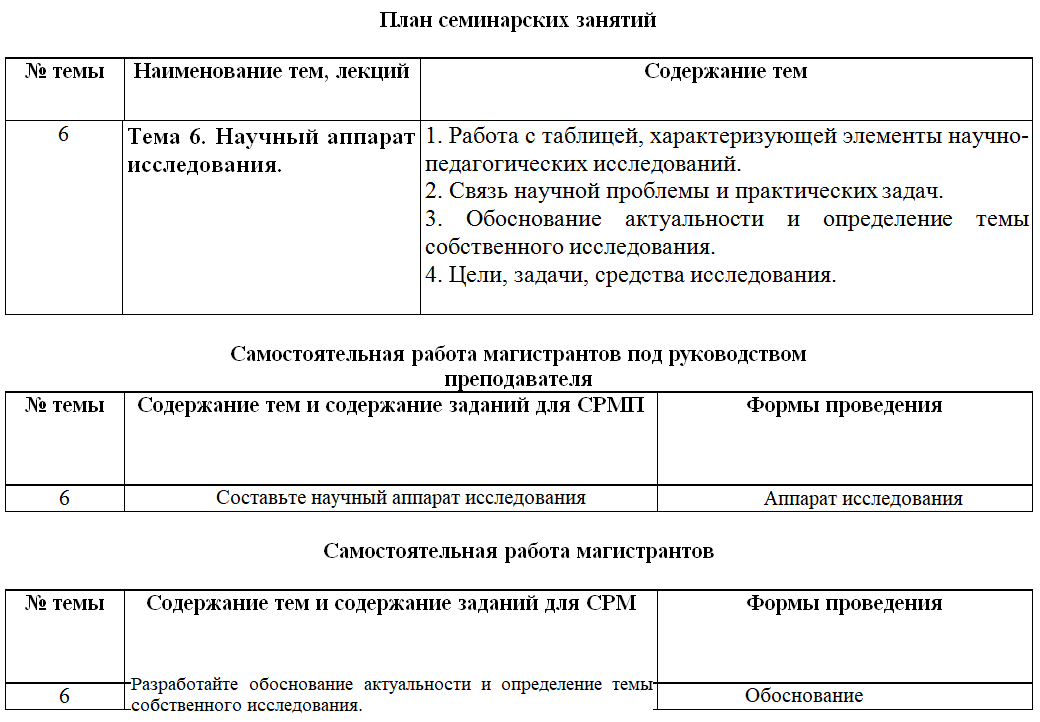 План семинарских занятий
№ темы Наименование тем, лекций Содержание тем
6
Тема 6. Научный аппарат
исследования.
1. Работа с таблицей, характеризующей элементы научно-
педагогических исследований.
2. Связь научной проблемы и практических задач.
3. Обоснование актуальности и определение темы
собственного исследования.
4. Цели, задачи, средства исследования.
Самостоятельная работа магистрантов под руководством
преподавателя
№ темы Содержание тем и содержание заданий для СРМП Формы проведения
6 Составьте научный аппарат исследования Аппарат исследования
Самостоятельная работа магистрантов
№ темы Содержание тем и содержание заданий для СРМ Формы проведения
6
Разработайте обоснование актуальности и определение темы
собственного исследования.
Обоснование